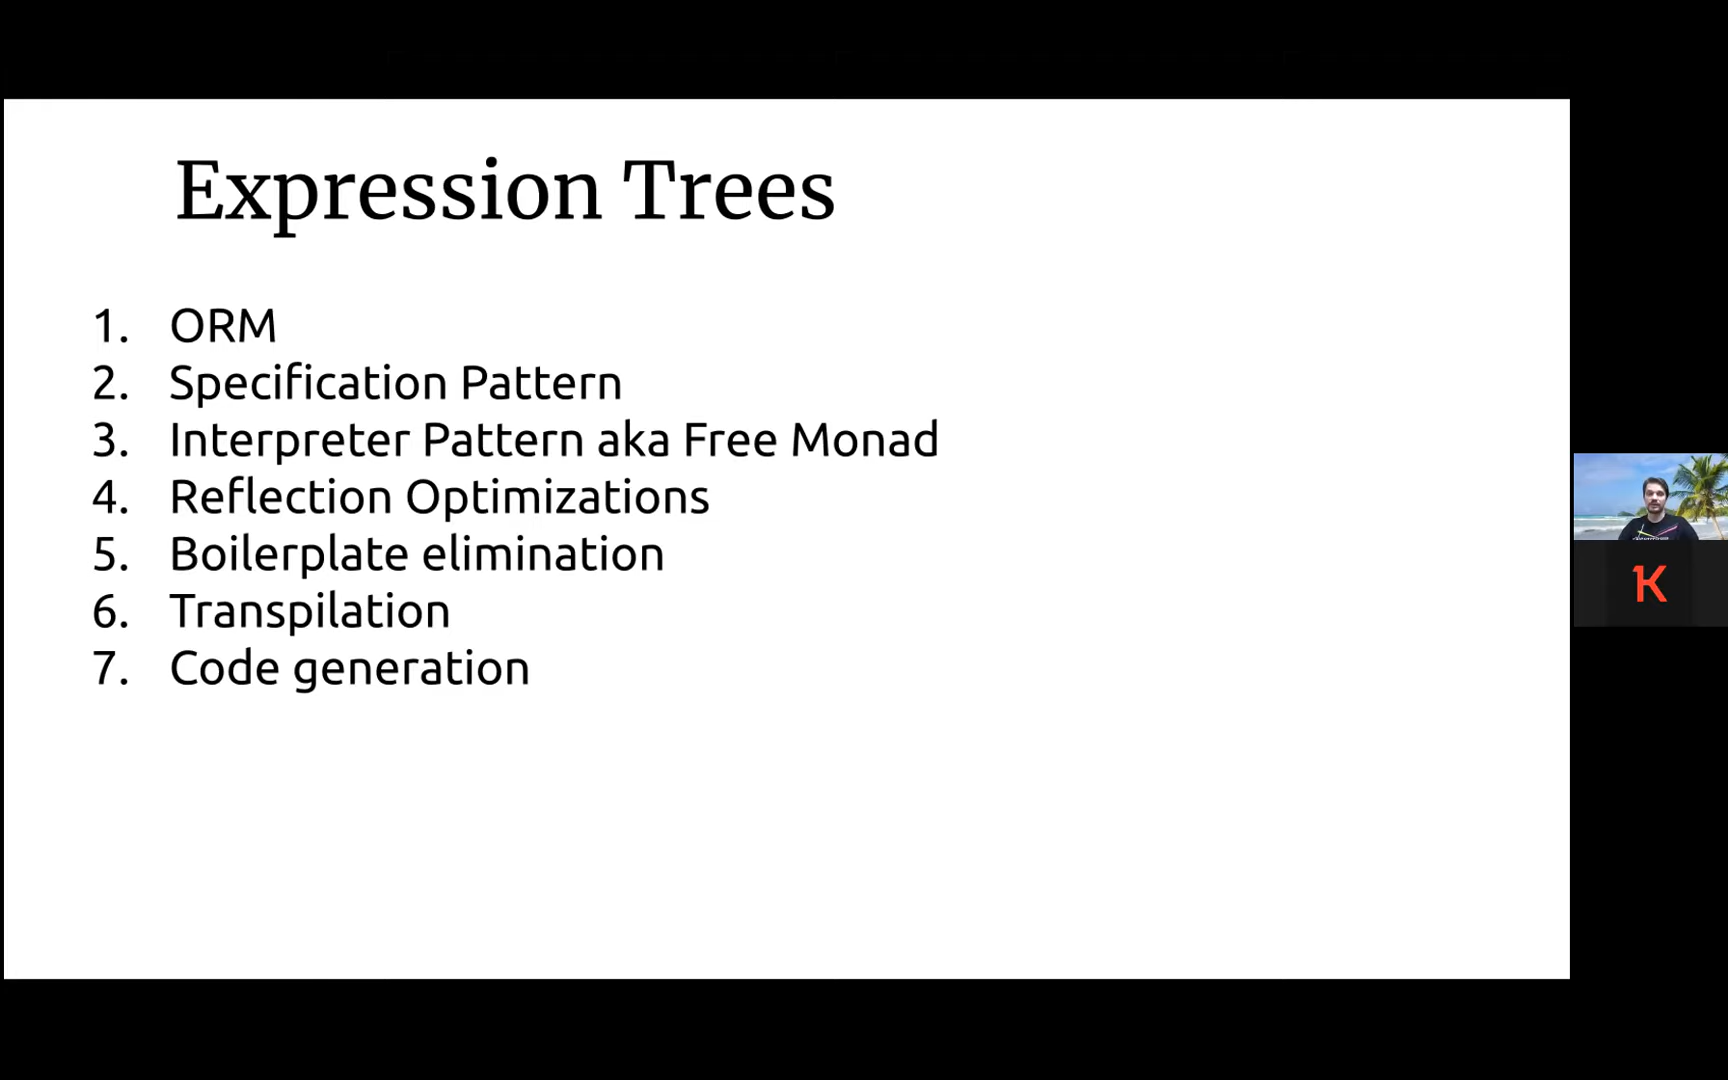 Expression Trees
1. ORM
2. Specification Pattern
3. Interpreter Pattern aka Free Monad
4. Reflection Optimizations
5. Boilerplate elimination
6. Transpilation
7. Code generation
K